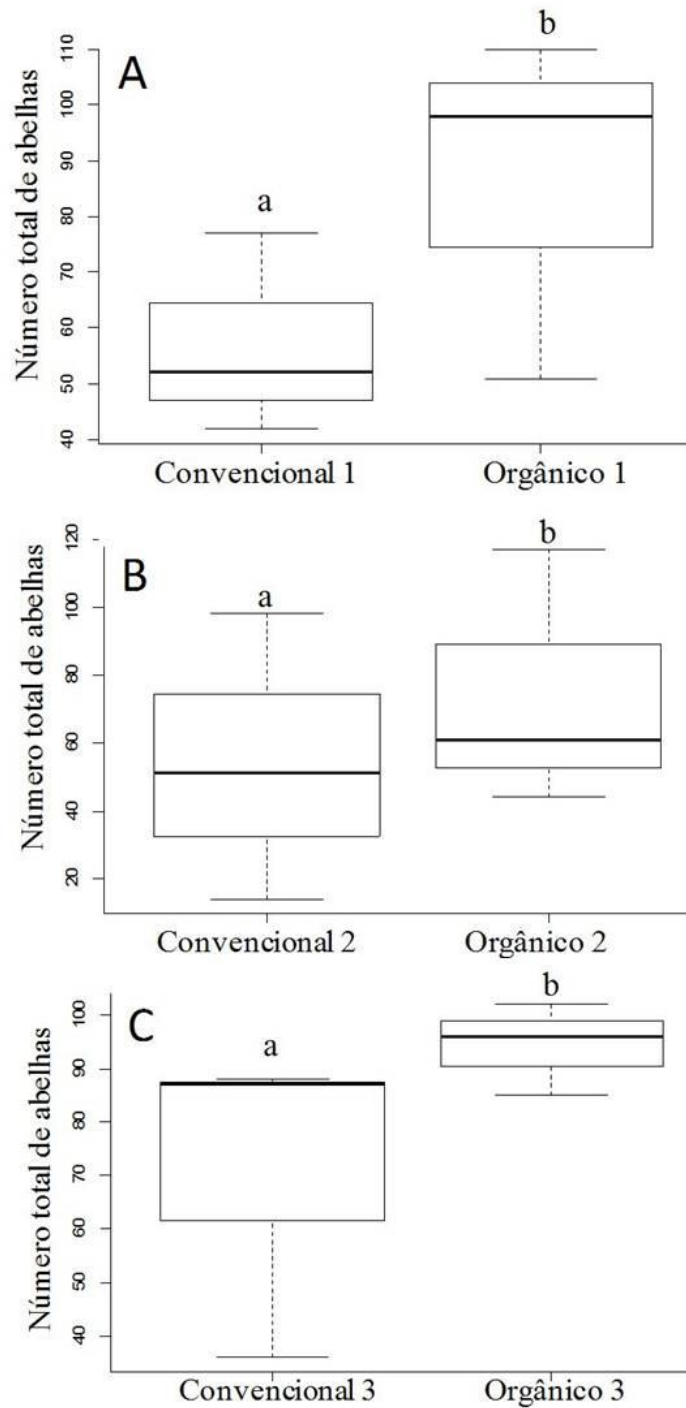 A
Número total de abelhas
110
100
90
80
70
60
50
40
a
b
Convencional 1
Orgânico 1
B
Número total de abelhas
120
100
80
60
40
20
a
b
Convencional 2
Orgânico 2
C
Número total de abelhas
100
90
80
70
60
50
40
a
b
Convencional 3
Orgânico 3